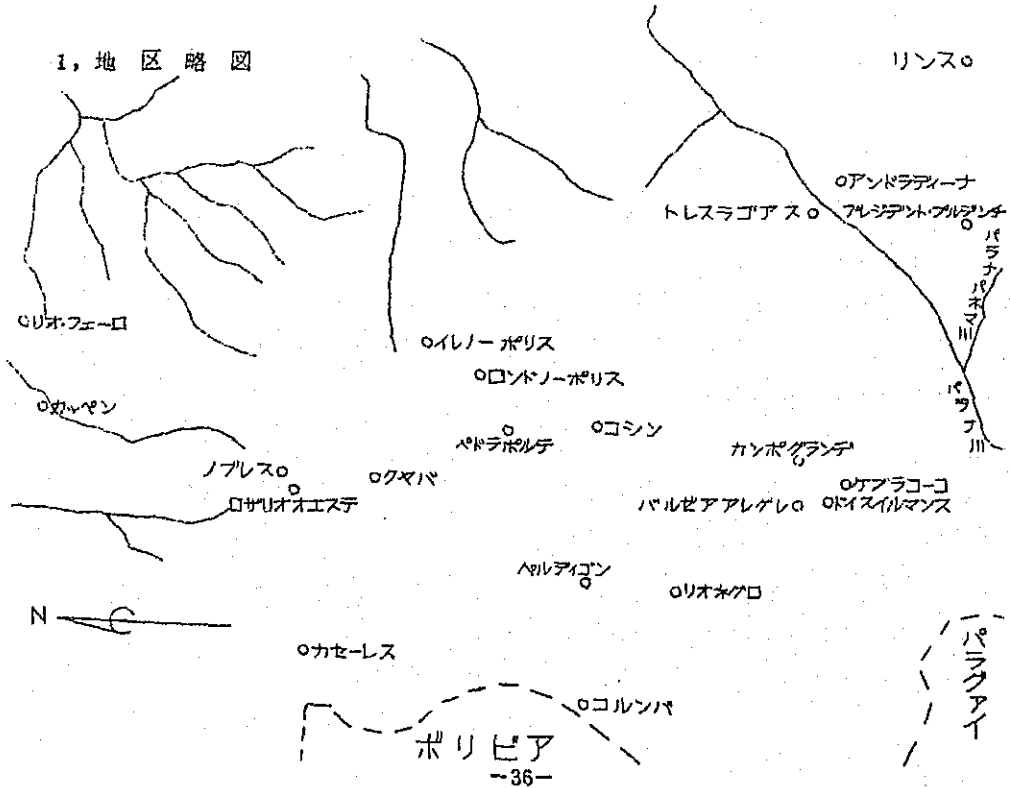 1, 地区略図
リンス
アンドラディーナ
トレスラゴアス
プレジデント・プルデンチ
パラナパネマ川
リオ・フェーロ
イレノーポリス
ロンドノーポリス
カッペン
パラナ川
コシン
ペドラポルテ
カンポグランデ
ノブレス
クヤバ
ケブラコーコ
ロザリオオエステ
バルゼアアレグレ
ドイスイルマンス
ペルディゴン
リオネグロ
N
カセーレス
パラグァイ
コルンバ
ボリビア
-36-